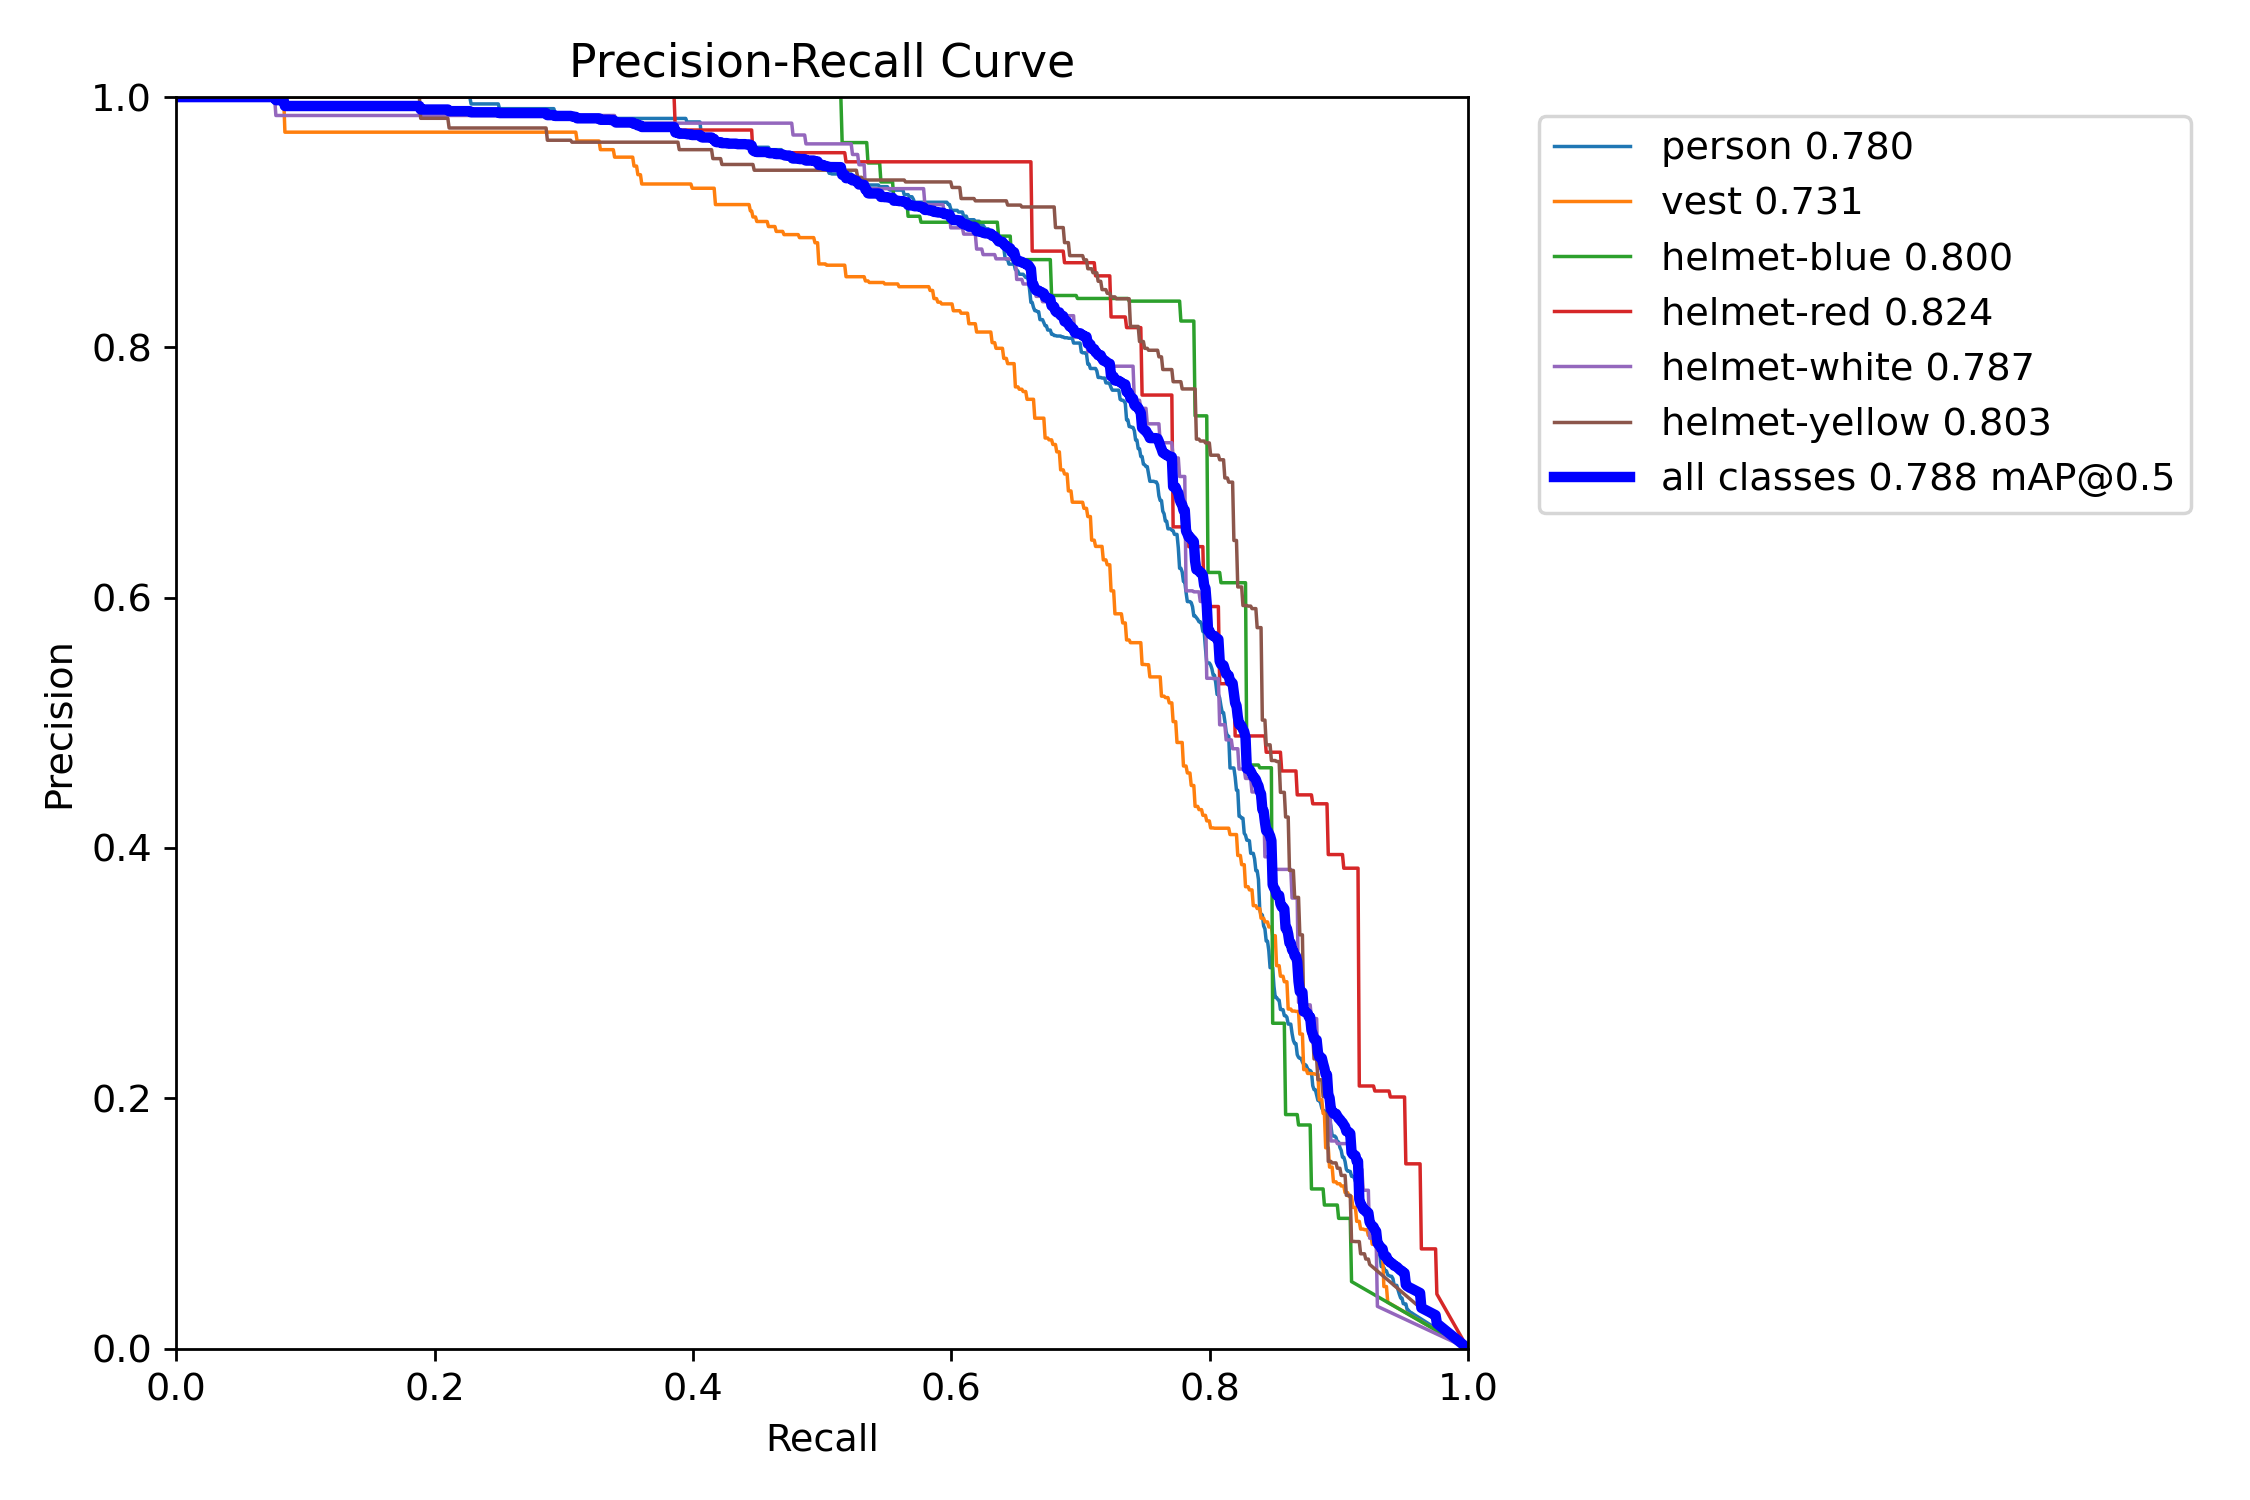 Precision-Recall Curve
1.0
0.8
0.6
0.4
0.2
0.0
Precision
0.0 0.2 0.4 0.6 0.8 1.0
Recall
person 0.780
vest 0.731
helmet-blue 0.800
helmet-red 0.824
helmet-white 0.787
helmet-yellow 0.803
all classes 0.788 mAP@0.5